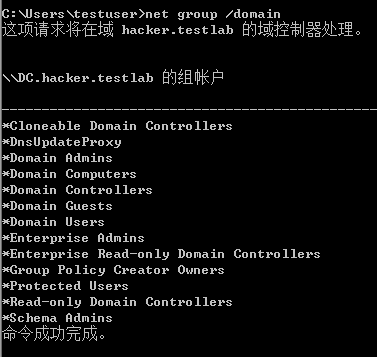 C:\Users\testuser>net group /domain
这项请求将在域 hacker.testlab 的域控制器处理。
\\DC.hacker.testlab 的组帐户
-------------------------------------------------------------------------------
*Cloneable Domain Controllers
*DnsUpdateProxy
*Domain Admins
*Domain Computers
*Domain Controllers
*Domain Guests
*Domain Users
*Enterprise Admins
*Enterprise Read-only Domain Controllers
*Group Policy Creator Owners
*Protected Users
*Read-only Domain Controllers
*Schema Admins
命令成功完成。